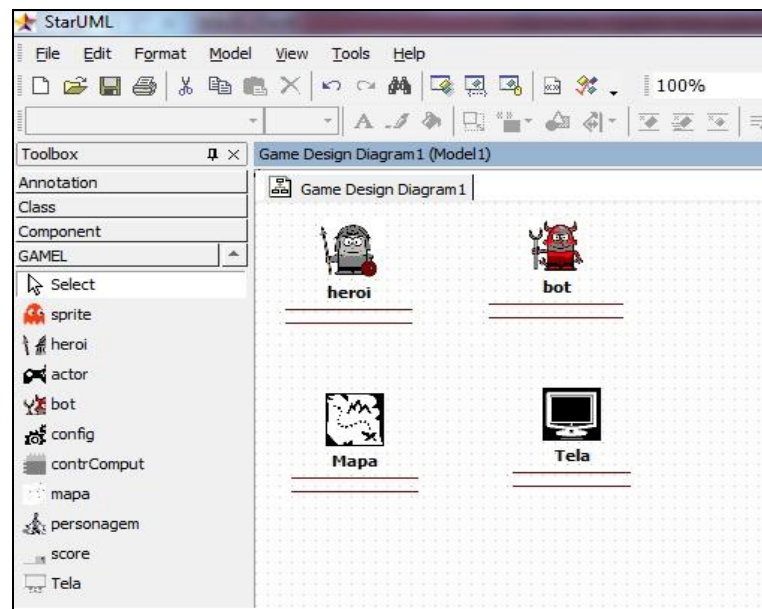 StarUML
File Edit Format Model View Tools Help
100%
Toolbox
Game Design Diagram1 (Model1)
Annotation
Class
Component
GAMEL
Select
sprite
heroi
actor
bot
config
contrComput
mapa
personagem
score
Tela
Game Design Diagram1
heroi
bot
Mapa
Tela